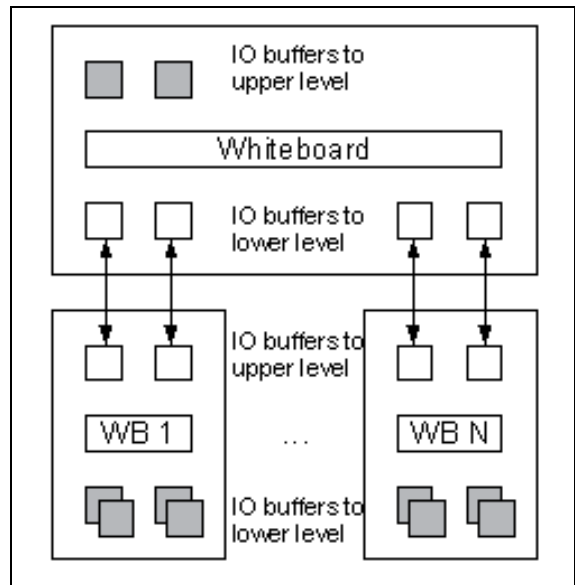 IO buffers to
upper level
Whiteboard
IO buffers to
lower level
IO buffers to
upper level
WB 1
...
WB N
IO buffers to
lower level